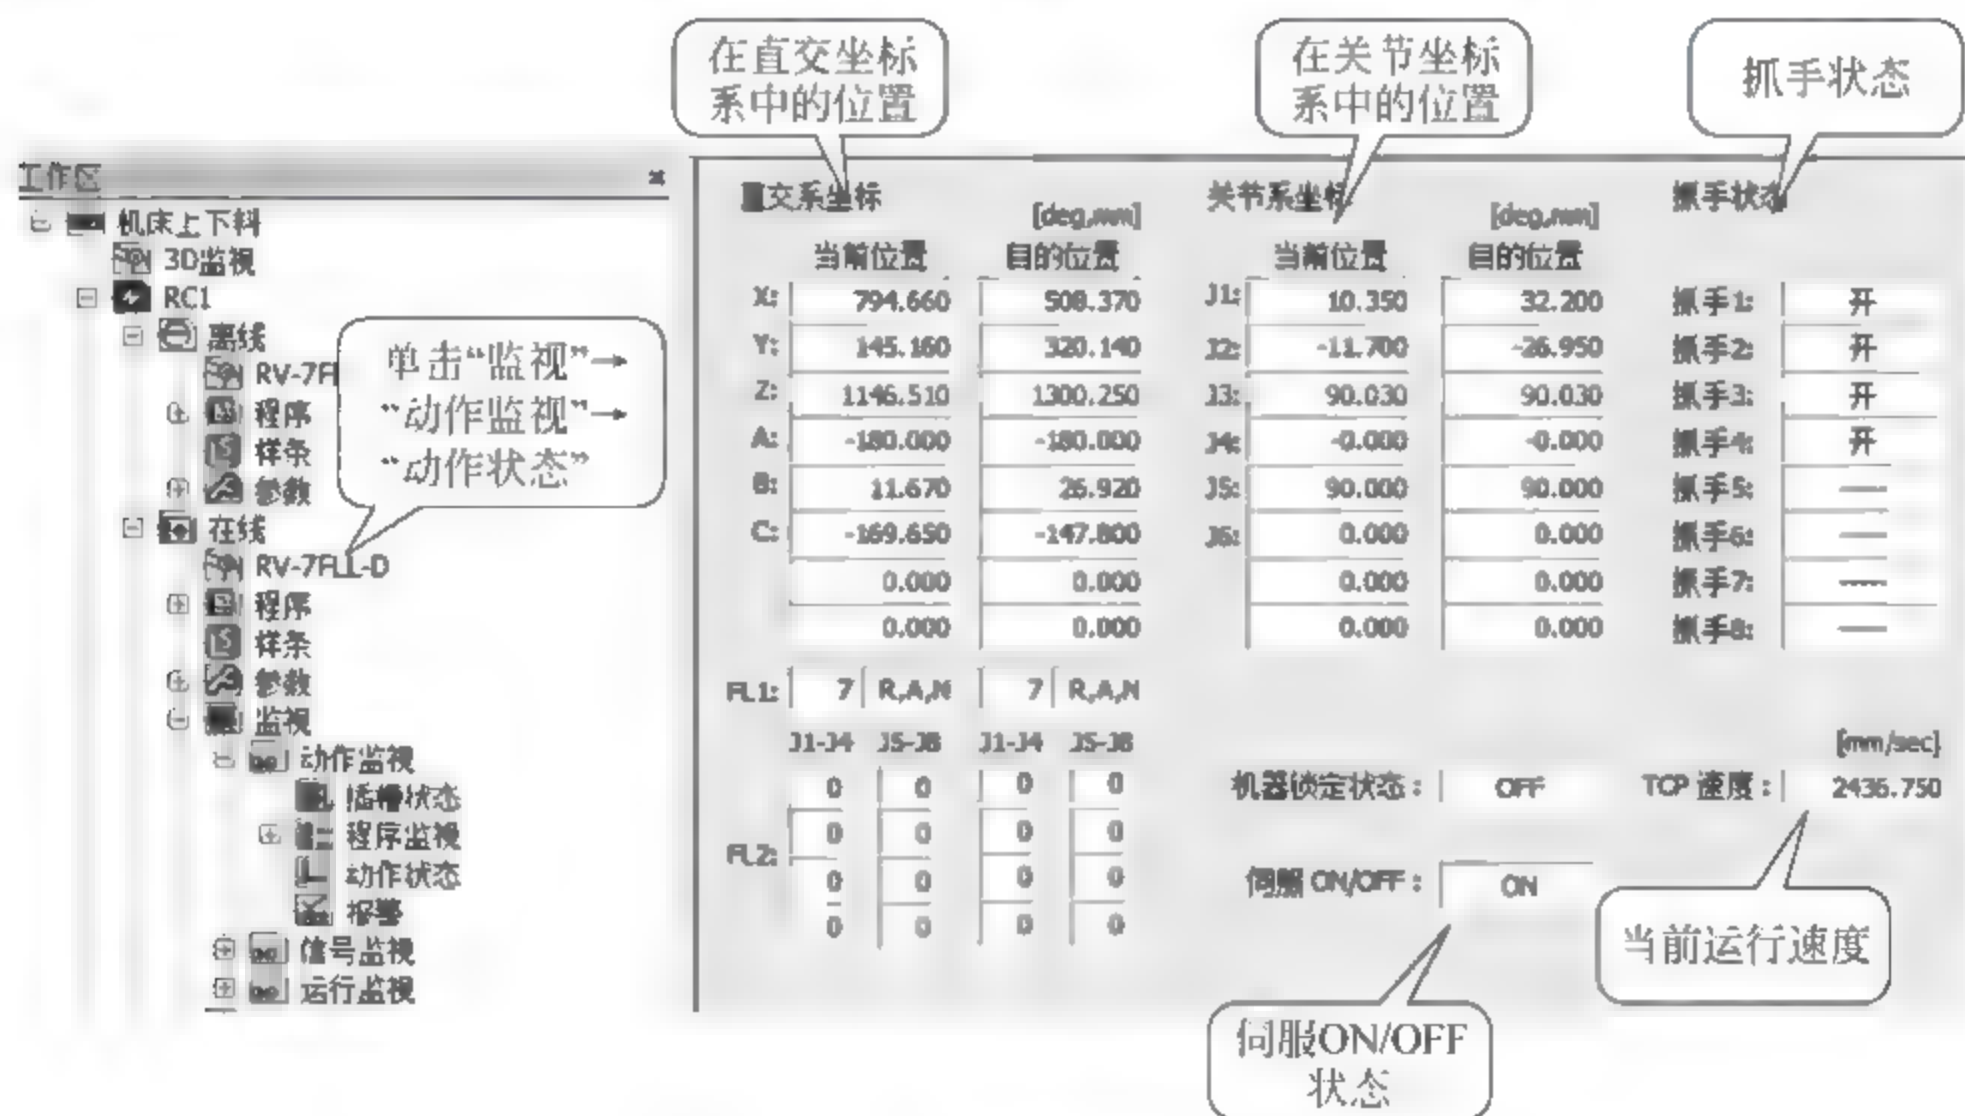 在直交坐标
系中的位置
在关节坐标
系中的位置
抓手状态
工作区
机床上下料
3D监视
RC1
离线
RV-7F
程序
样条
参数
在线
RV-7FLL-D
程序
样条
参数
监视
动作监视
插槽状态
程序监视
动作状态
报警
信号监视
运行监视
单击“监视”→
“动作监视”→
“动作状态”
直交系坐标
[deg,mm]
当前位置 目的位置
X: 794.660 508.370
Y: 145.160 320.140
Z: 1146.510 1300.250
A: -180.000 -180.000
B: 11.670 26.920
C: -169.650 -147.800
0.000 0.000
0.000 0.000
FL1: 7 R,A,N 7 R,A,N
J1-J4 J5-J8 J1-J4 J5-J8
FL2:
0 0 0 0
0 0 0 0
0 0 0 0
0 0 0 0
关节系坐标
[deg,mm]
当前位置 目的位置
J1: 10.350 32.200
J2: -11.700 -26.950
J3: 90.030 90.030
J4: -0.000 -0.000
J5: 90.000 90.000
J6: 0.000 0.000
0.000 0.000
0.000 0.000
抓手状态
抓手1: 开
抓手2: 开
抓手3: 开
抓手4: 开
抓手5: ----
抓手6: ----
抓手7: ----
抓手8: ----
[mm/sec]
机器锁定状态： OFF TCP 速度： 2436.750
伺服 ON/OFF： ON
当前运行速度
伺服ON/OFF
状态